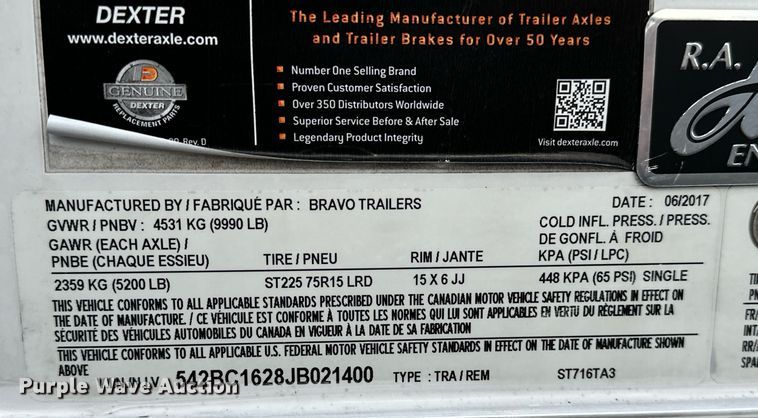 DEXTER
www.dexteraxle.com
The Leading Manufacturer of Trailer Axles
and Trailer Brakes for Over 50 Years
GENUINE
DEXTER
REPLACEMENT PARTS
Rev. D
Number One Selling Brand
Proven Customer Satisfaction
Over 350 Distributors Worldwide
Superior Service Before & After Sale
Legendary Product Integrity
Visit dexteraxle.com
R.A.
EN
MANUFACTURED BY / FABRIQUÉ PAR : BRAVO TRAILERS
DATE : 06/2017
GVWR / PNBV : 4531 KG (9990 LB)
COLD INFL. PRESS. / PRESS.
GAWR (EACH AXLE) /
DE GONFL. À FROID
PNBE (CHAQUE ESSIEU)
TIRE / PNEU
RIM / JANTE
KPA (PSI / LPC)
2359 KG (5200 LB)
ST225 75R15 LRD
15 X 6 JJ
448 KPA (65 PSI) SINGLE
THIS VEHICLE CONFORMS TO ALL APPLICABLE STANDARDS PRESCRIBED UNDER THE CANADIAN MOTOR VEHICLE SAFETY REGULATIONS IN EFFECT ON
THE DATE OF MANUFACTURE. / CE VÉHICULE EST CONFORME À TOUTES LES NORMES QUI LUI SONT APPLICABLES EN VERTU DU RÈGLEMENT SUR LA
SÉCURITÉ DES VÉHICULES AUTOMOBILES DU CANADA EN VIGUEUR À LA DATE DE SA FABRICATION
THIS VEHICLE CONFORMS TO ALL APPLICABLE U.S. FEDERAL MOTOR VEHICLE SAFETY STANDARDS IN EFFECT ON THE DATE OF MANUFACTURE SHOWN
ABOVE
542BC1628JB021400
TYPE : TRA / REM
ST716TA3
Purple Wave Auction